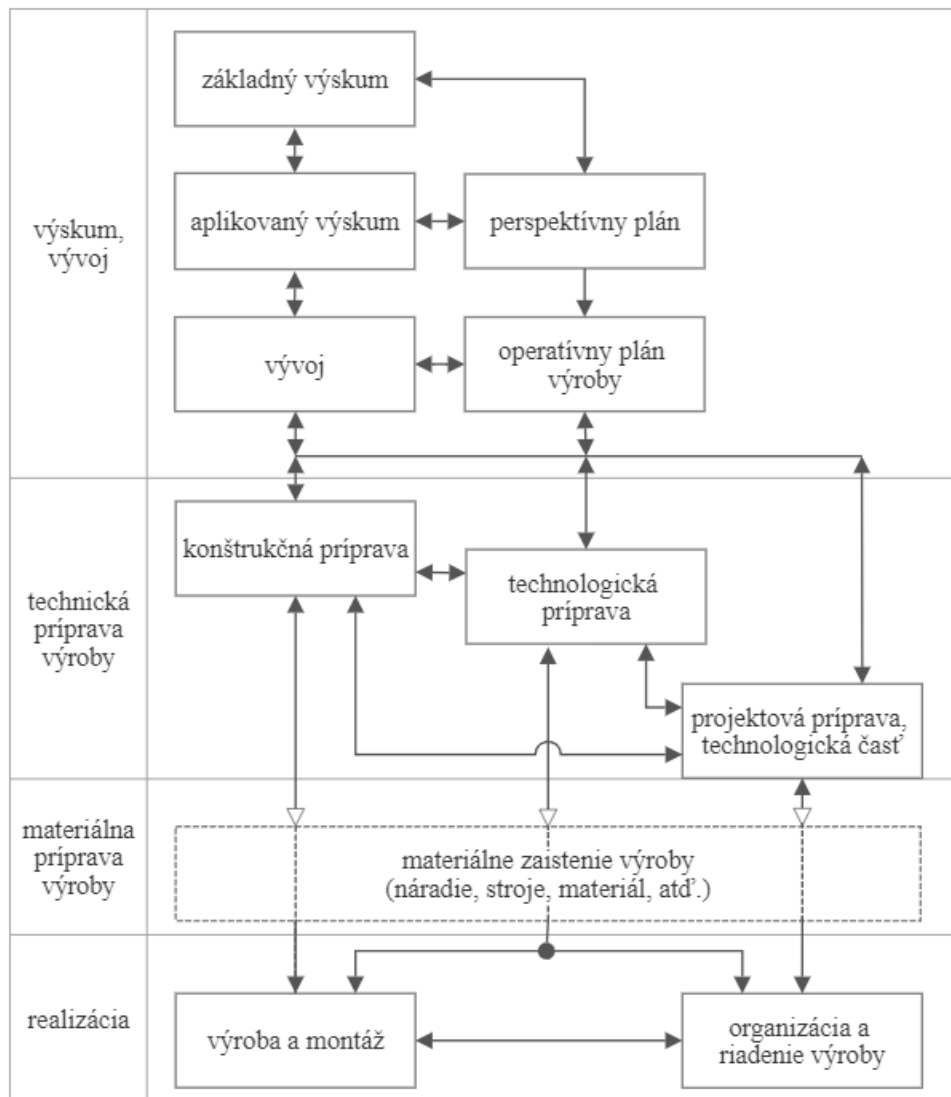 výskum,
vývoj
základný výskum
aplikovaný výskum
perspektívny plán
vývoj
operatívny plán
výroby
technická
príprava
výroby
konštrukčná príprava
technologická
príprava
projektová príprava,
technologická časť
materiálna
príprava
výroby
materiálne zaistenie výroby
(náradie, stroje, materiál, atď.)
realizácia
výroba a montáž
organizácia a
riadenie výroby